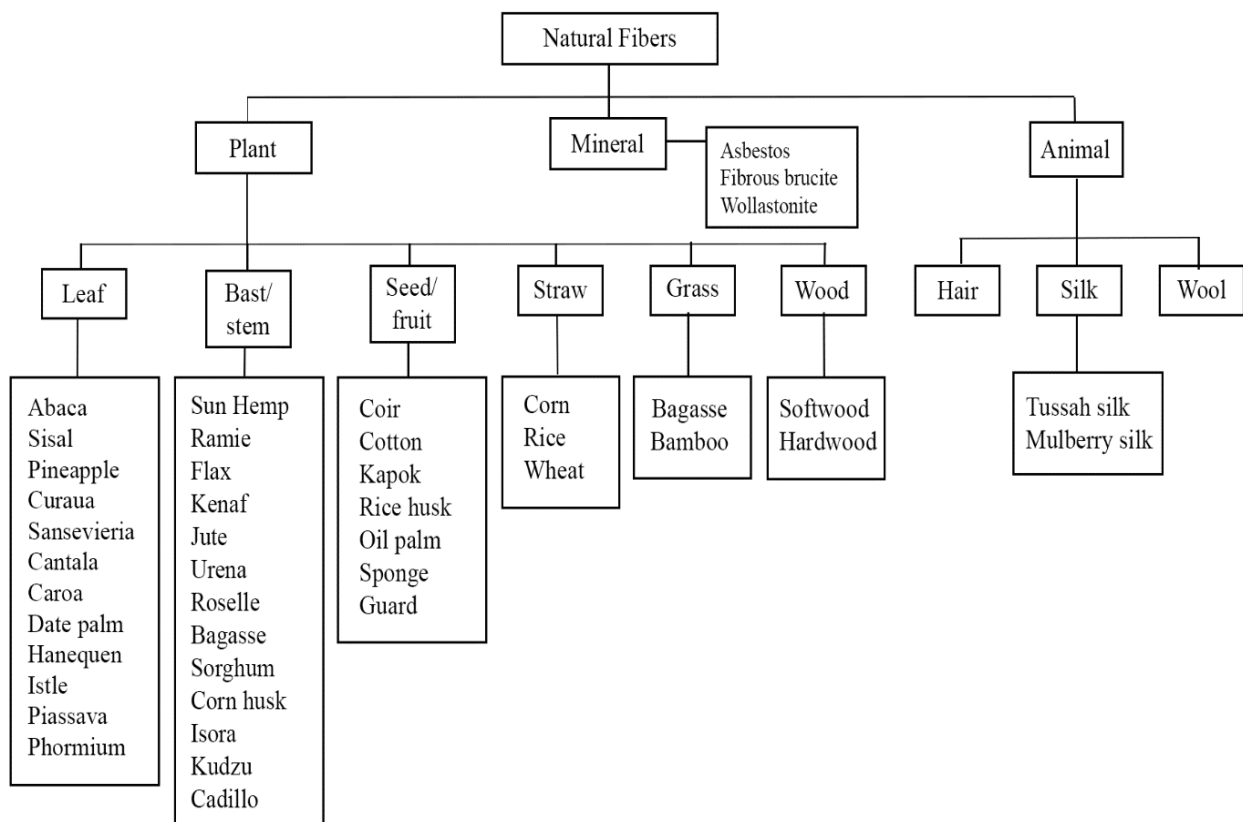 Natural Fibers
Plant
Mineral
Asbestos
Fibrous brucite
Wollastonite
Animal
Leaf
Bast/
stem
Seed/
fruit
Straw
Grass
Wood
Hair
Silk
Wool
Abaca
Sisal
Pineapple
Curaua
Sansevieria
Cantala
Caroa
Date palm
Hanequen
Istle
Piassava
Phormium
Sun Hemp
Ramie
Flax
Kenaf
Jute
Urena
Roselle
Bagasse
Sorghum
Corn husk
Isora
Kudzu
Cadillo
Coir
Cotton
Kapok
Rice husk
Oil palm
Sponge
Guard
Corn
Rice
Wheat
Bagasse
Bamboo
Softwood
Hardwood
Tussah silk
Mulberry silk